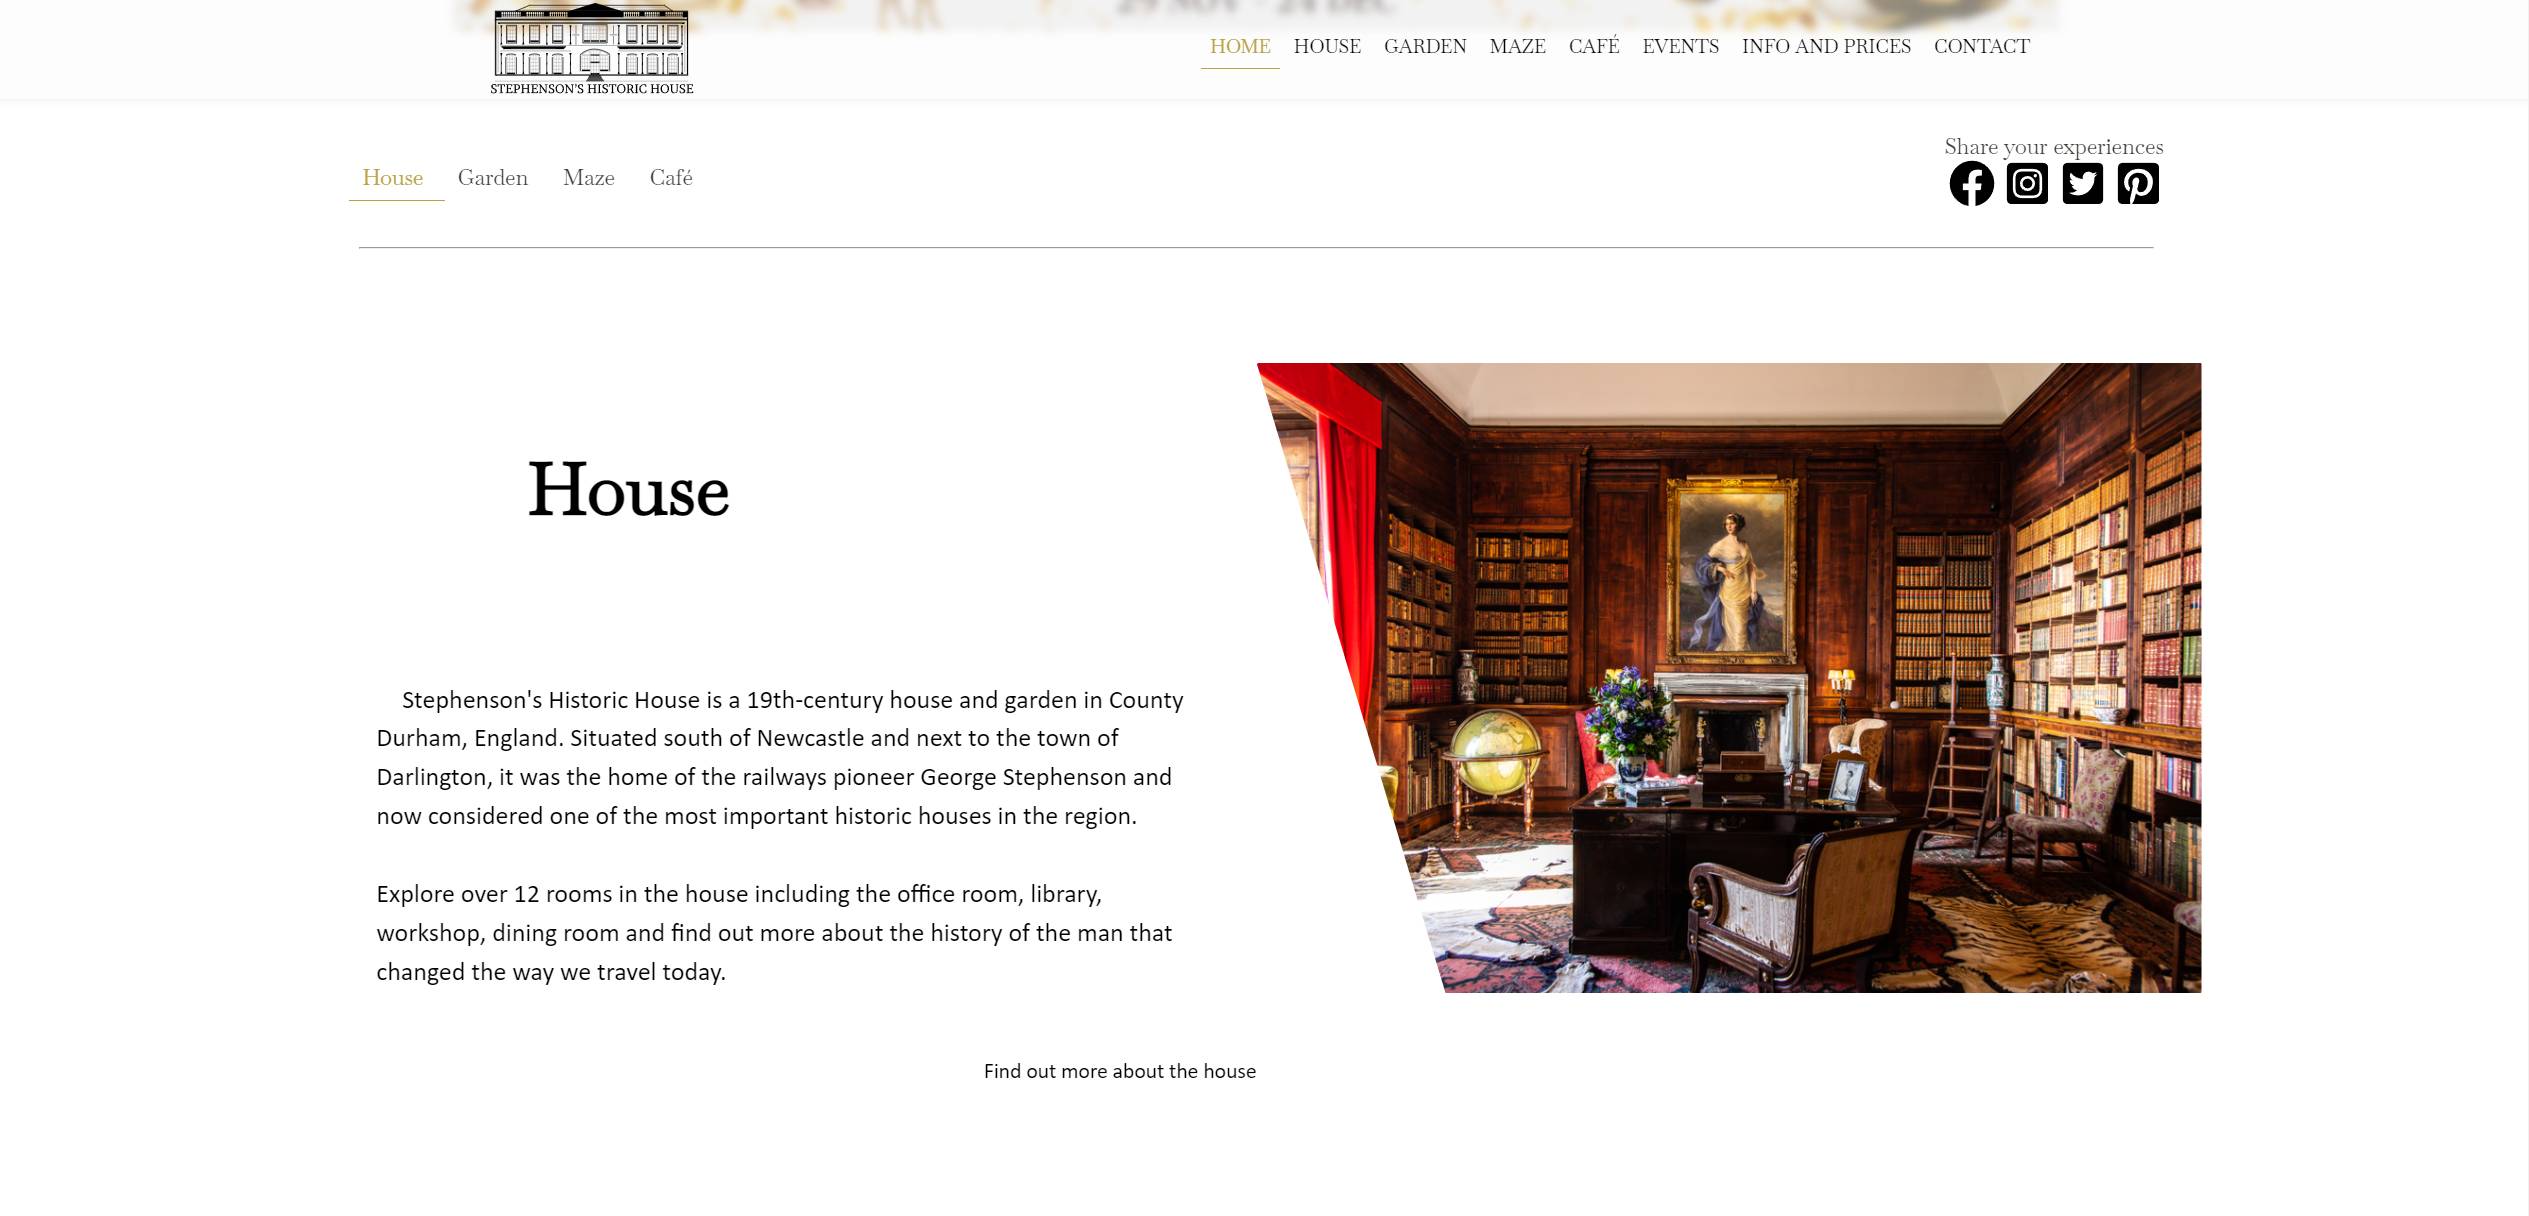 29 NOV - 24 DEC
STEPHENSON'S HISTORIC HOUSE
HOME HOUSE GARDEN MAZE CAFÉ EVENTS INFO AND PRICES CONTACT
Share your experiences
House Garden Maze Café
House
Stephenson's Historic House is a 19th-century house and garden in County
Durham, England. Situated south of Newcastle and next to the town of
Darlington, it was the home of the railways pioneer George Stephenson and
now considered one of the most important historic houses in the region.
Explore over 12 rooms in the house including the office room, library,
workshop, dining room and find out more about the history of the man that
changed the way we travel today.
Find out more about the house